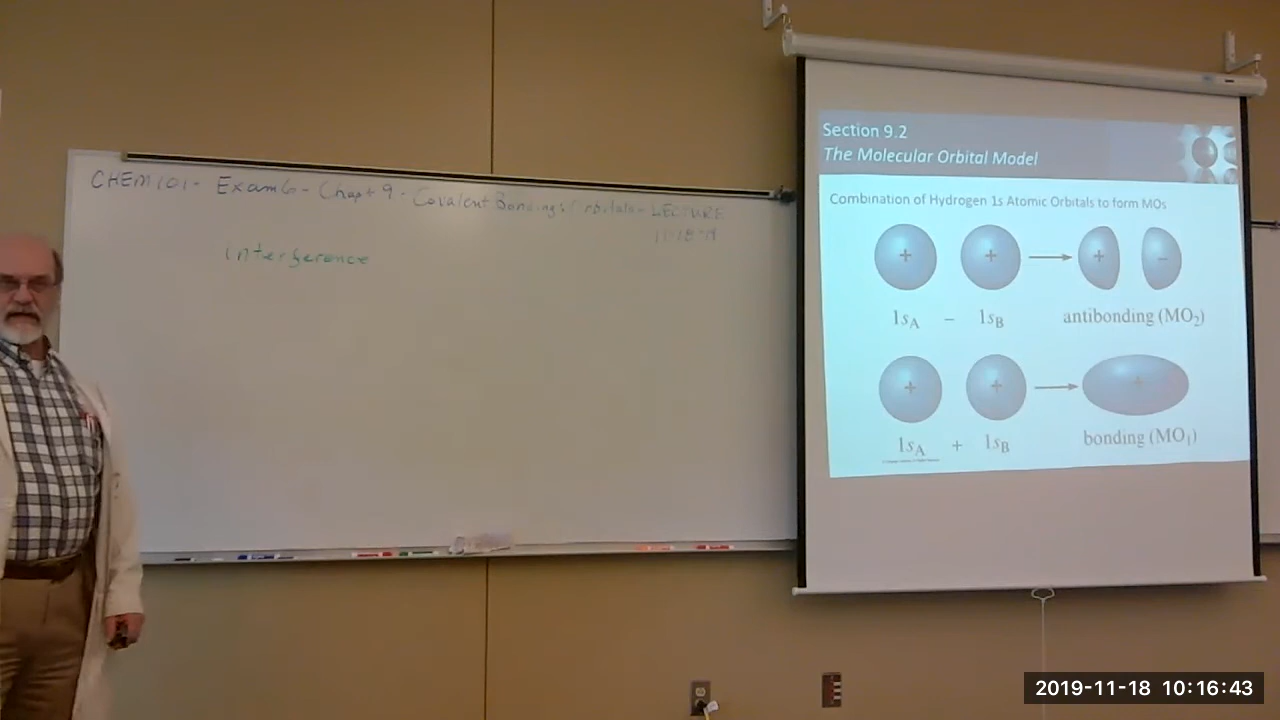 CHEM 101 - Exam 6 - Chapt 9 - Covalent Bonding: Orbitals - LECTURE
11-18-19
interference
Section 9.2
The Molecular Orbital Model
Combination of Hydrogen 1s Atomic Orbitals to form MOs
+ + + -
1sA – 1sB antibonding (MO2)
+ + +
1sA + 1sB bonding (MO1)
2019-11-18 10:16:43